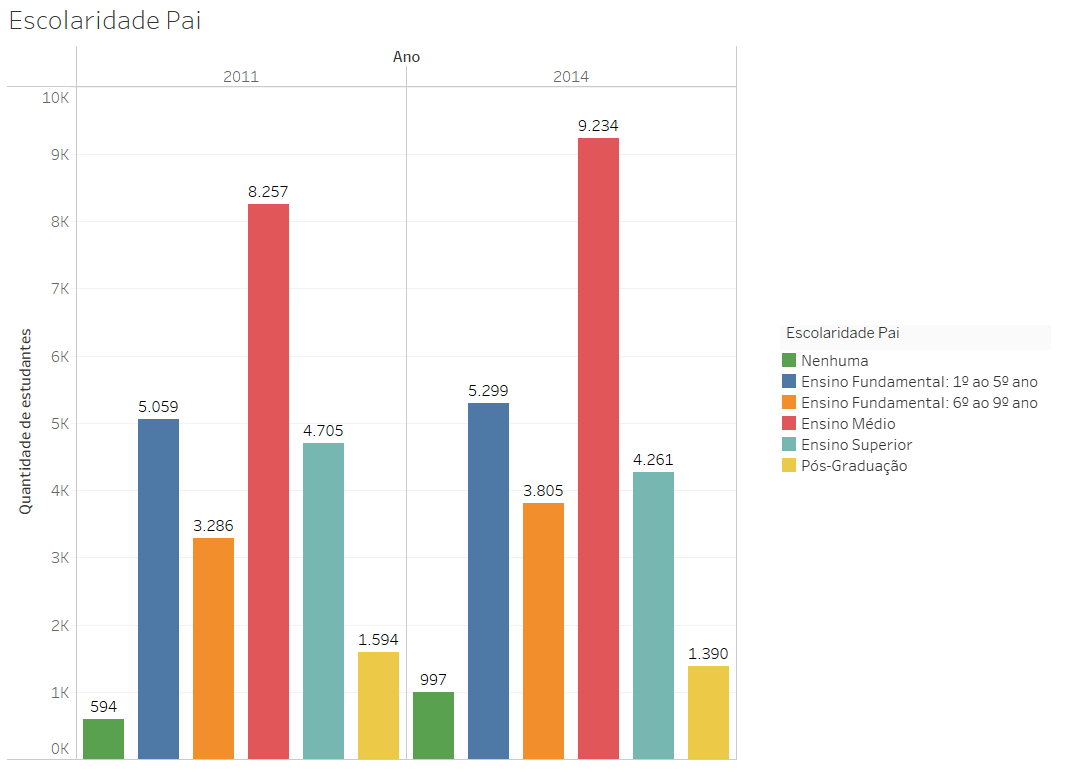 Escolaridade Pai
Ano
2011 2014
10K
9K
8K
7K
6K
5K
4K
3K
2K
1K
0K
Quantidade de estudantes
594
5.059
3.286
8.257
4.705
1.594
997
5.299
3.805
9.234
4.261
1.390
Escolaridade Pai
Nenhuma
Ensino Fundamental: 1º ao 5º ano
Ensino Fundamental: 6º ao 9º ano
Ensino Médio
Ensino Superior
Pós-Graduação